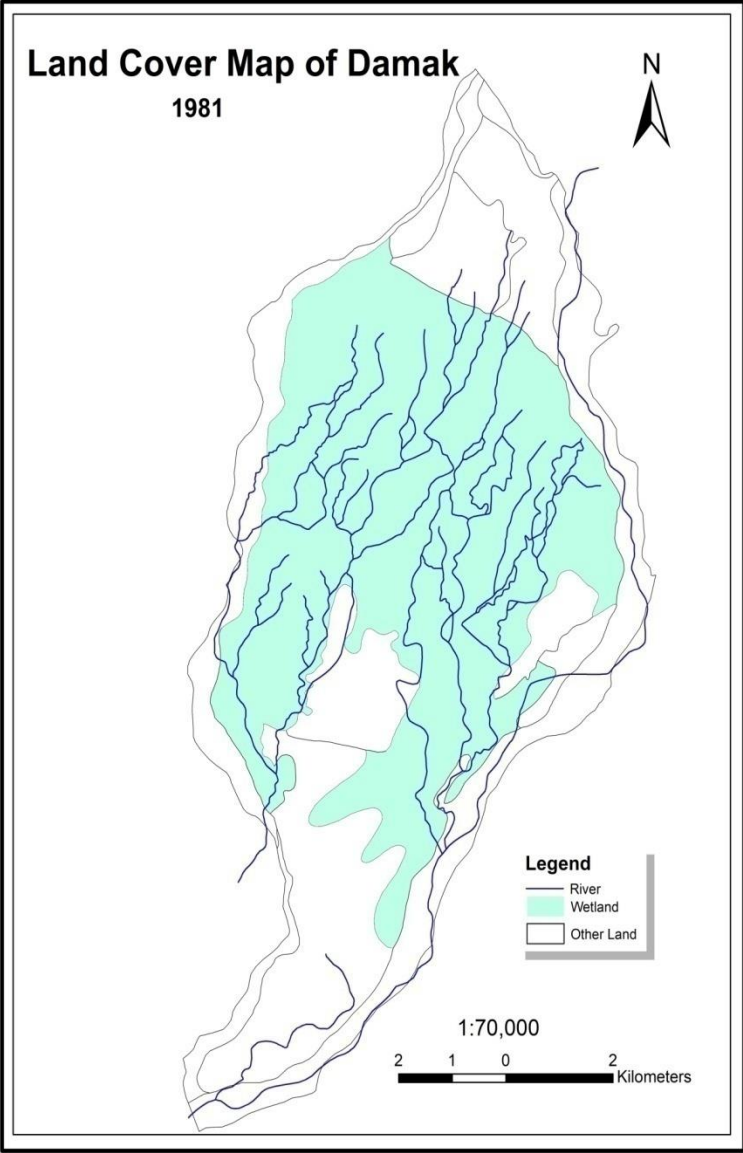 Land Cover Map of Damak
1981
N
Legend
River
Wetland
Other Land
1:70,000
2 1 0 2
Kilometers